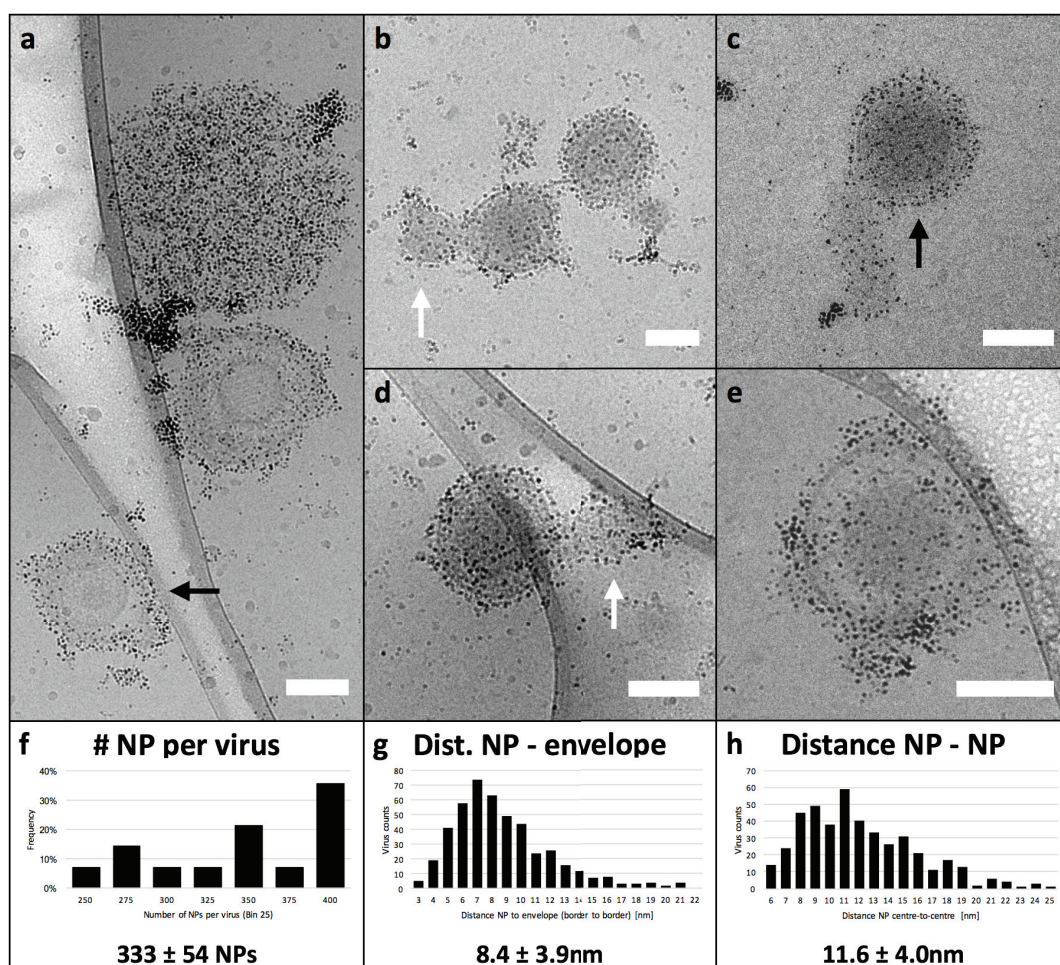 a
b
c
d
e
f # NP per virus
40%
30%
20%
10%
0%
Frequency
250 275 300 325 350 375 400
Number of NPs per virus (Bin 25)
333 ± 54 NPs
g Dist. NP - envelope
80
70
60
50
40
30
20
10
0
Virus counts
3 4 5 6 7 8 9 10 11 12 13 14 15 16 17 18 19 20 21 22
Distance NP to envelope (border to border) [nm]
8.4 ± 3.9nm
h Distance NP - NP
70
60
50
40
30
20
10
0
Virus counts
6 7 8 9 10 11 12 13 14 15 16 17 18 19 20 21 22 23 24 25
Distance NP centre-to-centre [nm]
11.6 ± 4.0nm